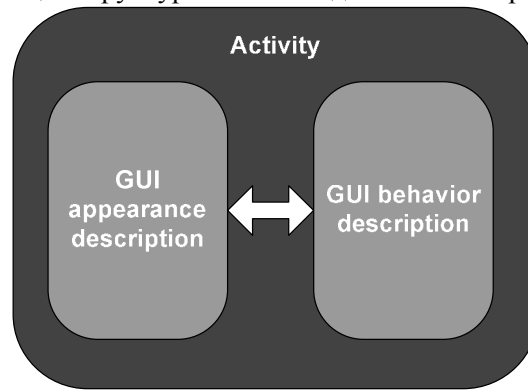 Activity
GUI
appearance
description
GUI behavior
description